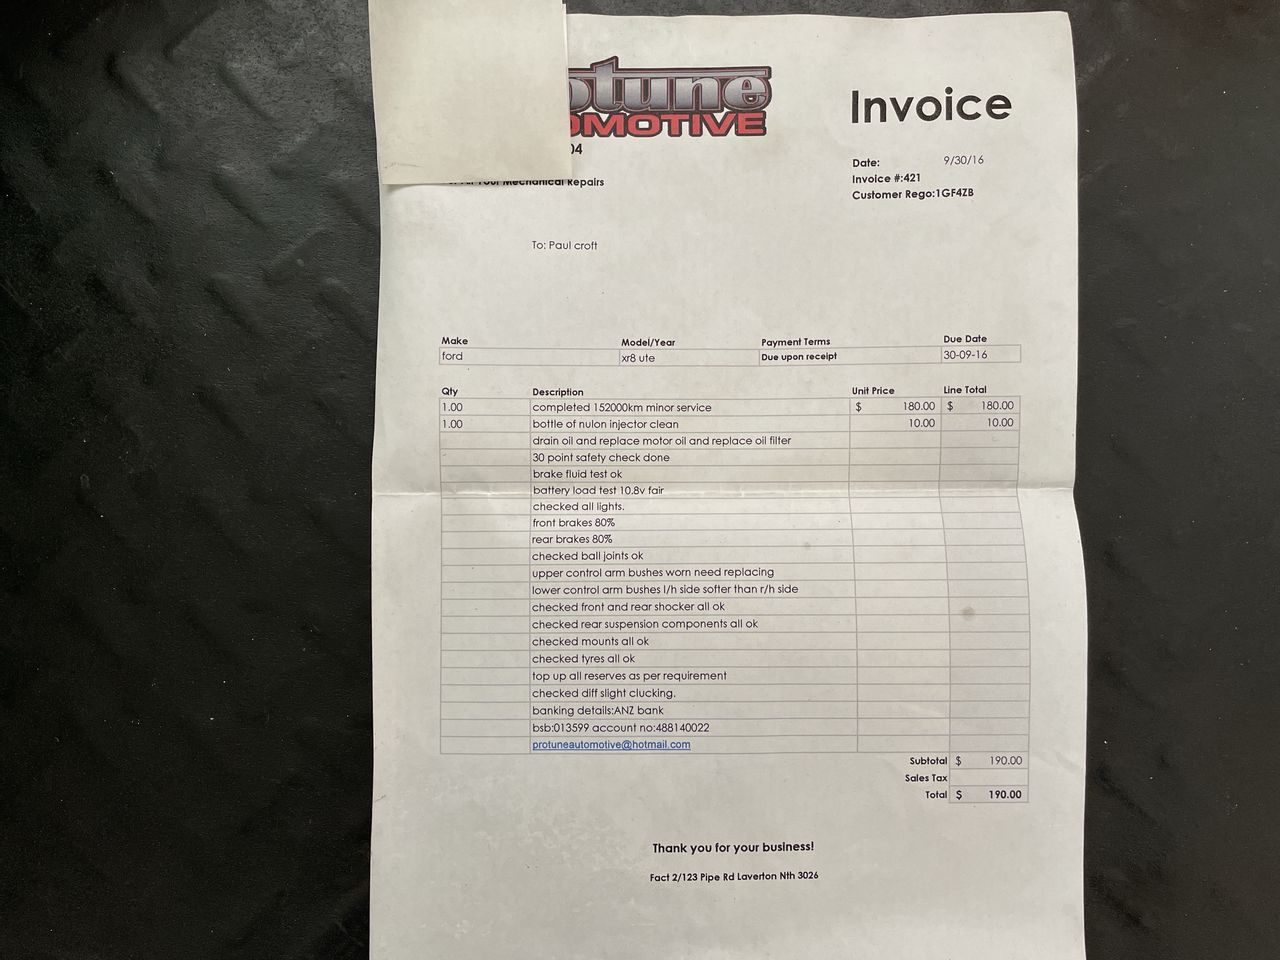 otune
OMOTIVE
Invoice
04
Mechanical Repairs
Date: 9/30/16
Invoice #:421
Customer Rego:1GF4ZB
To: Paul croft
Make Model/Year Payment Terms Due Date
ford xr8 ute Due upon receipt 30-09-16
Qty Description Unit Price Line Total
1.00 completed 152000km minor service $ 180.00 $ 180.00
1.00 bottle of nulon injector clean 10.00 10.00
drain oil and replace motor oil and replace oil filter
30 point safety check done
brake fluid test ok
battery load test 10.8v fair
checked all lights.
front brakes 80%
rear brakes 80%
checked ball joints ok
upper control arm bushes worn need replacing
lower control arm bushes l/h side softer than r/h side
checked front and rear shocker all ok
checked rear suspension components all ok
checked mounts all ok
checked tyres all ok
top up all reserves as per requirement
checked diff slight clucking.
banking details:ANZ bank
bsb:013599 account no:488140022
protuneautomotive@hotmail.com
Subtotal $ 190.00
Sales Tax
Total $ 190.00
Thank you for your business!
Fact 2/123 Pipe Rd Laverton Nth 3026